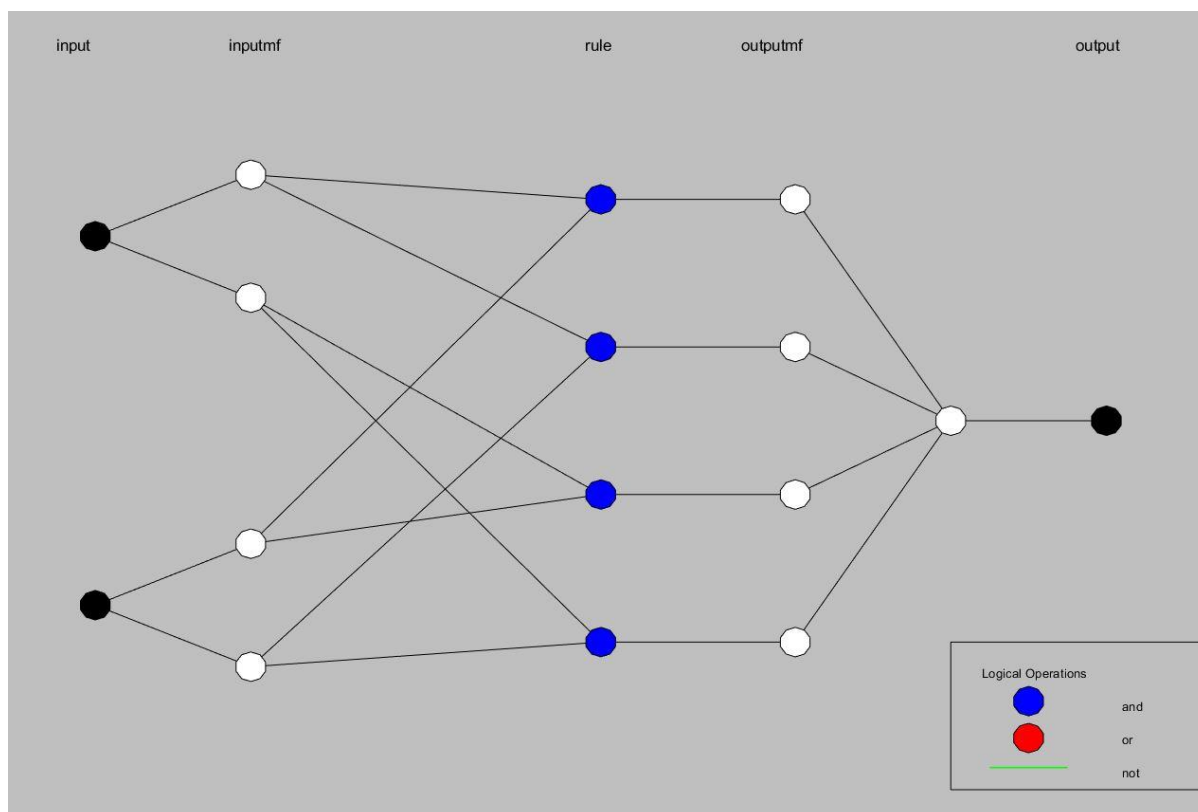 input inputmf rule outputmf output
Logical Operations
and
or
not